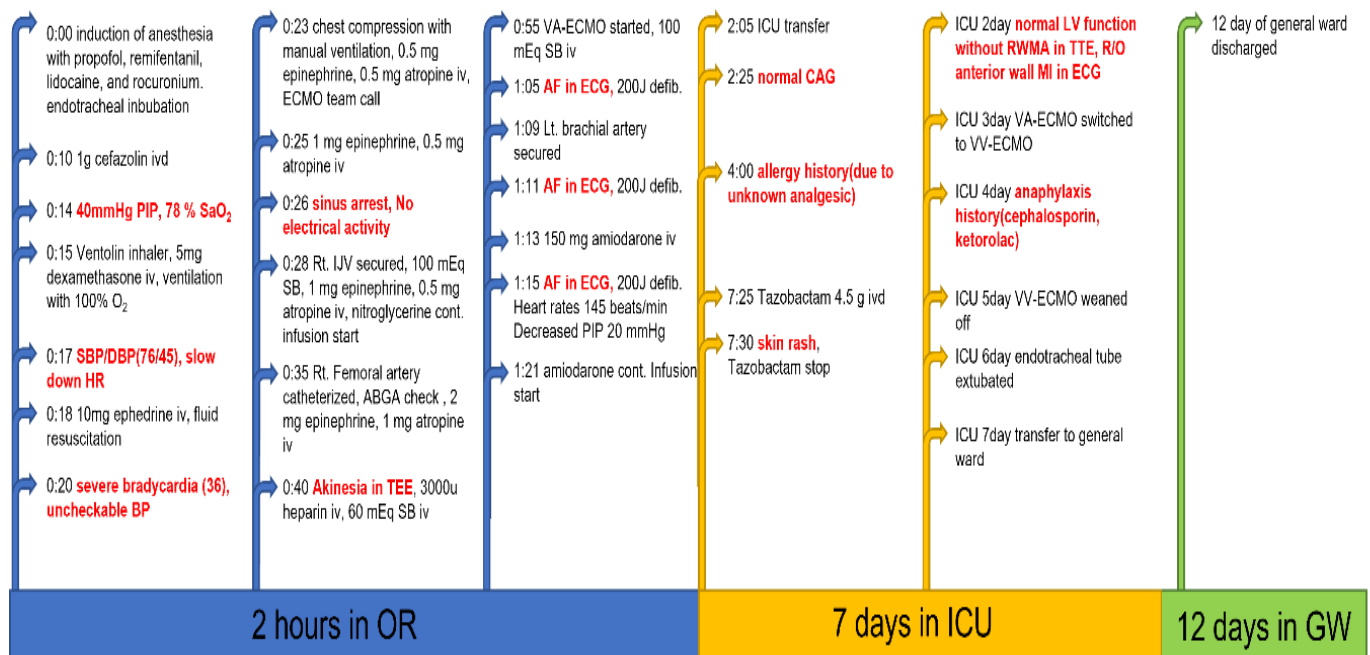 0:00 induction of anesthesia
with propofol, remifentanil,
lidocaine, and rocuronium.
endotracheal inbubation
0:10 1g cefazolin ivd
0:14 40mmHg PIP, 78 % SaO2
0:15 Ventolin inhaler, 5mg
dexamethasone iv, ventilation
with 100% O2
0:17 SBP/DBP(76/45), slow
down HR
0:18 10mg ephedrine iv, fluid
resuscitation
0:20 severe bradycardia (36),
uncheckable BP
0:23 chest compression with
manual ventilation, 0.5 mg
epinephrine, 0.5 mg atropine iv,
ECMO team call
0:25 1 mg epinephrine, 0.5 mg
atropine iv
0:26 sinus arrest, No
electrical activity
0:28 Rt. IJV secured, 100 mEq
SB, 1 mg epinephrine, 0.5 mg
atropine iv, nitroglycerine cont.
infusion start
0:35 Rt. Femoral artery
catheterized, ABGA check , 2
mg epinephrine, 1 mg atropine
iv
0:40 Akinesia in TEE, 3000u
heparin iv, 60 mEq SB iv
0:55 VA-ECMO started, 100
mEq SB iv
1:05 AF in ECG, 200J defib.
1:09 Lt. brachial artery
secured
1:11 AF in ECG, 200J defib.
1:13 150 mg amiodarone iv
1:15 AF in ECG, 200J defib.
Heart rates 145 beats/min
Decreased PIP 20 mmHg
1:21 amiodarone cont. Infusion
start
2:05 ICU transfer
2:25 normal CAG
4:00 allergy history(due to
unknown analgesic)
7:25 Tazobactam 4.5 g ivd
7:30 skin rash,
Tazobactam stop
ICU 2day normal LV function
without RWMA in TTE, R/O
anterior wall MI in ECG
ICU 3day VA-ECMO switched
to VV-ECMO
ICU 4day anaphylaxis
history(cephalosporin,
ketorolac)
ICU 5day VV-ECMO weaned
off
ICU 6day endotracheal tube
extubated
ICU 7day transfer to general
ward
12 day of general ward
discharged
2 hours in OR
7 days in ICU
12 days in GW